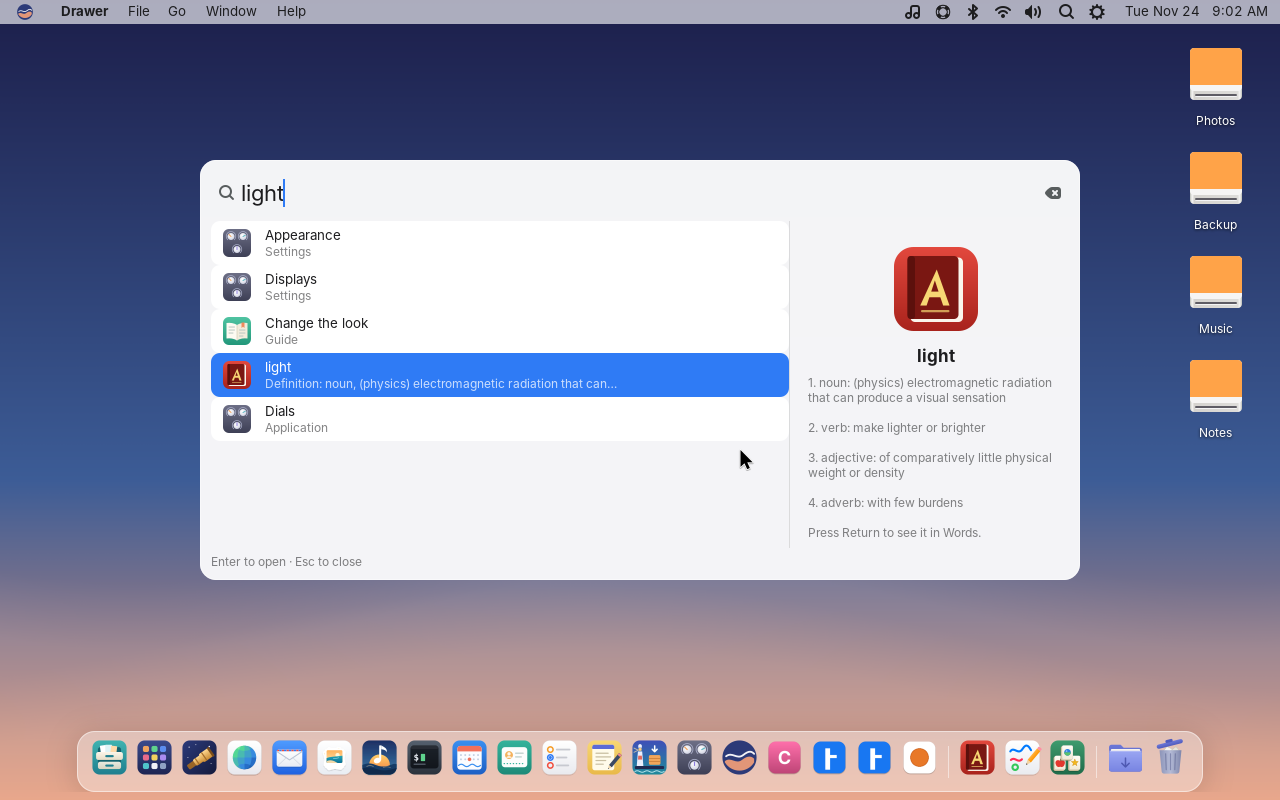 Drawer File Go Window Help Tue Nov 24 9:02 AM
Photos
Backup
Music
Notes
light
Appearance
Settings
Displays
Settings
Change the look
Guide
light
Definition: noun, (physics) electromagnetic radiation that can…
Dials
Application
light
1. noun: (physics) electromagnetic radiation
that can produce a visual sensation
2. verb: make lighter or brighter
3. adjective: of comparatively little physical
weight or density
4. adverb: with few burdens
Press Return to see it in Words.
Enter to open · Esc to close